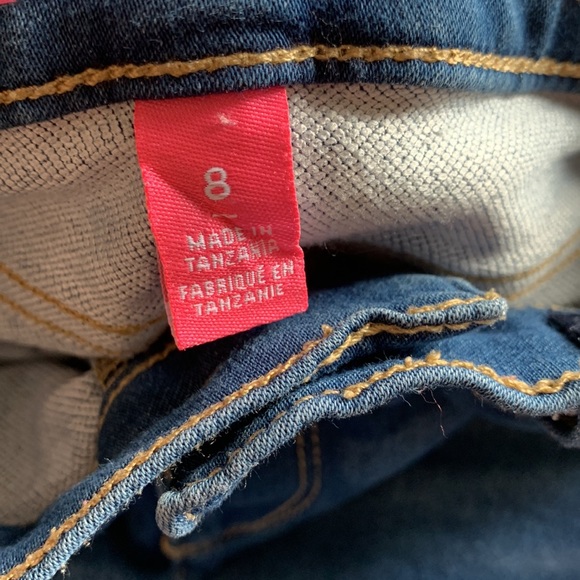 8
MADE IN
TANZANIA
FABRIQUÉ EN
TANZANIE